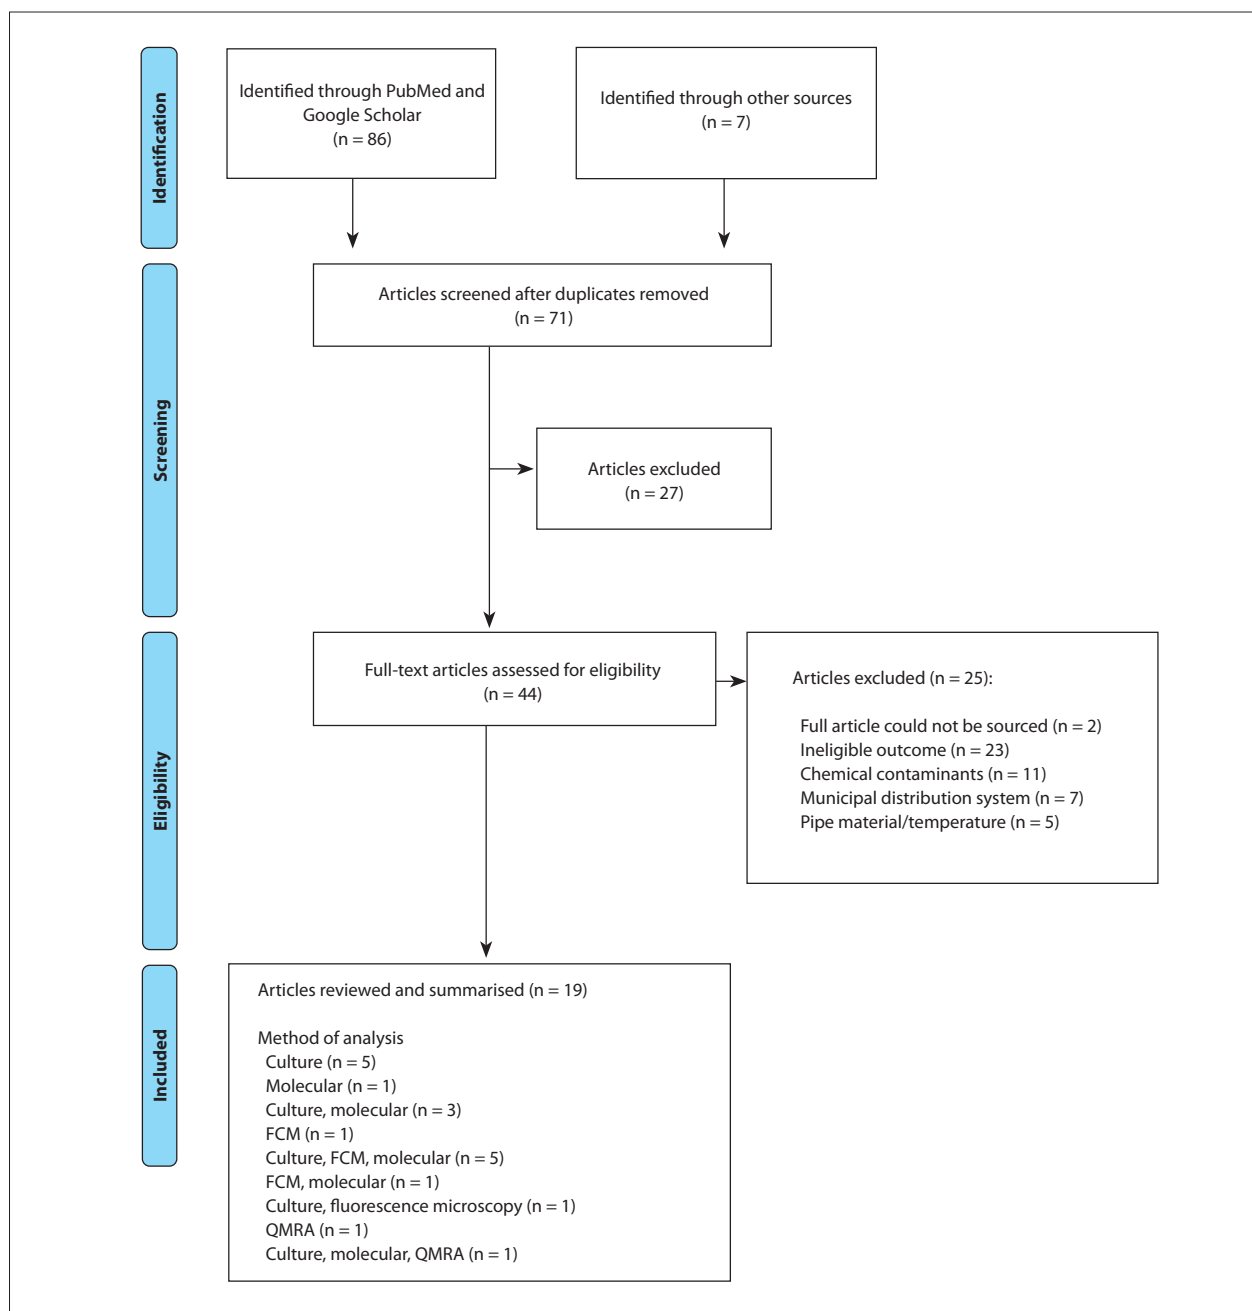 Identification
Identified through PubMed and
Google Scholar
(n = 86)
Identified through other sources
(n = 7)
Screening
Articles screened after duplicates removed
(n = 71)
Articles excluded
(n = 27)
Eligibility
Full-text articles assessed for eligibility
(n = 44)
Articles excluded (n = 25):
Full article could not be sourced (n = 2)
Ineligible outcome (n = 23)
Chemical contaminants (n = 11)
Municipal distribution system (n = 7)
Pipe material/temperature (n = 5)
Included
Articles reviewed and summarised (n = 19)
Method of analysis
Culture (n = 5)
Molecular (n = 1)
Culture, molecular (n = 3)
FCM (n = 1)
Culture, FCM, molecular (n = 5)
FCM, molecular (n = 1)
Culture, fluorescence microscopy (n = 1)
QMRA (n = 1)
Culture, molecular, QMRA (n = 1)